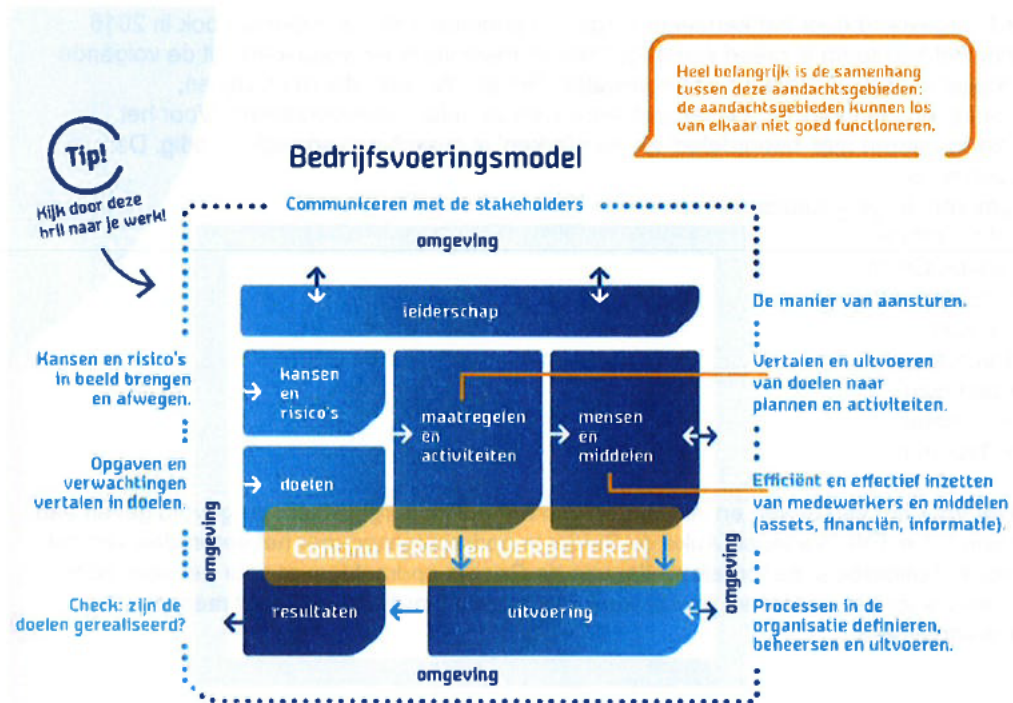 Heel belangrijk is de samenhang
tussen deze aandachtsgebieden:
de aandachtsgebieden kunnen los
van elkaar niet goed functioneren.
Tip!
Kijk door deze
bril naar je werk!
Bedrijfsvoeringsmodel
Communiceren met de stakeholders
omgeving
leiderschap
De manier van aansturen.
Kansen en risico's
in beeld brengen
en afwegen.
kansen
en
risico's
maatregelen
en
activiteiten
mensen
en
middelen
Vertalen en uitvoeren
van doelen naar
plannen en activiteiten.
Opgaven en
verwachtingen
vertalen in doelen.
doelen
Efficiënt en effectief inzetten
van medewerkers en middelen
(assets, financiën, informatie).
omgeving
Continu LEREN en VERBETEREN
omgeving
Check: zijn de
doelen gerealiseerd?
resultaten
uitvoering
Processen in de
organisatie definieren,
beheersen en uitvoeren.
omgeving